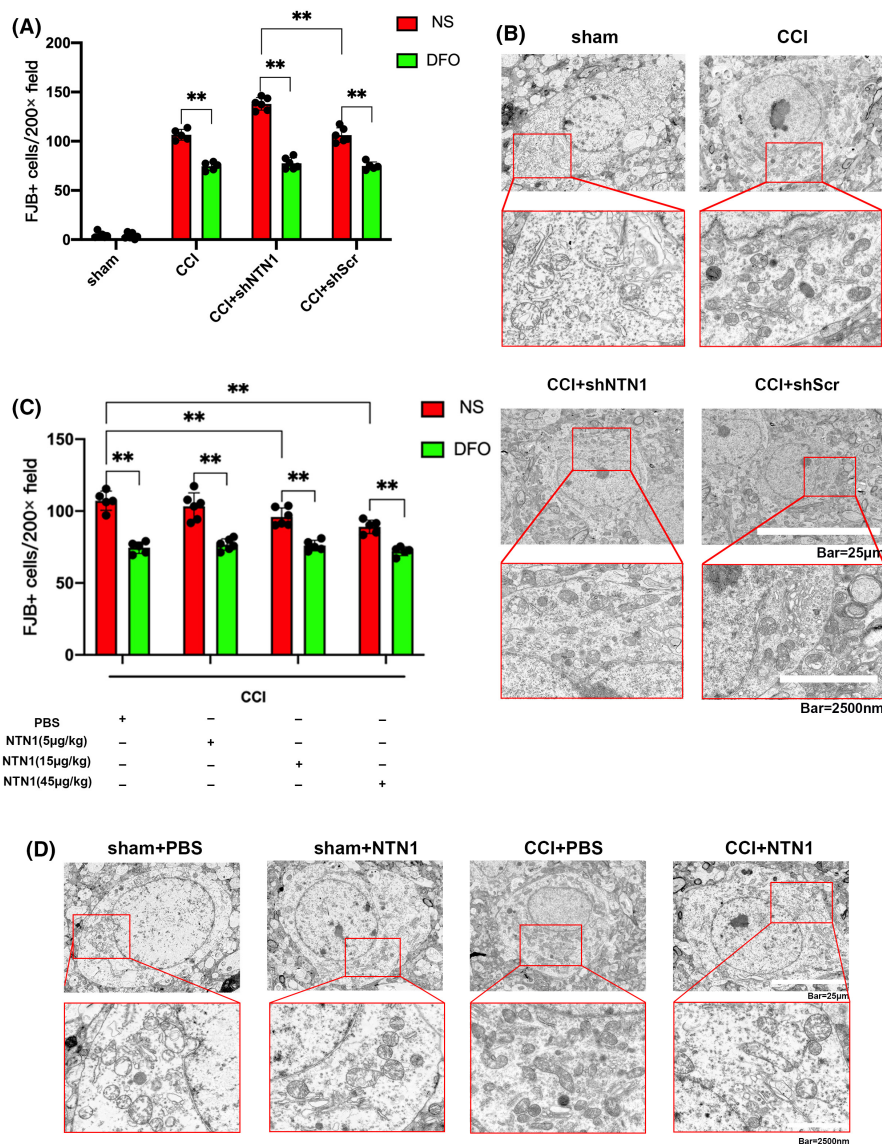 (A)
NS
DFO
**
**
**
**
FJB+ cells/200× field
200
150
100
50
0
sham
CCI
CCI+shNTN1
CCI+shScr
(B)
sham
CCI
CCI+shNTN1
CCI+shScr
Bar=25µm
Bar=2500nm
(C)
NS
DFO
**
**
**
**
**
**
FJB+ cells/200× field
150
100
50
0
CCI
PBS + – – –
NTN1(5µg/kg) – + – –
NTN1(15µg/kg) – – + –
NTN1(45µg/kg) – – – +
(D)
sham+PBS
sham+NTN1
CCI+PBS
CCI+NTN1
Bar=25µm
Bar=2500nm